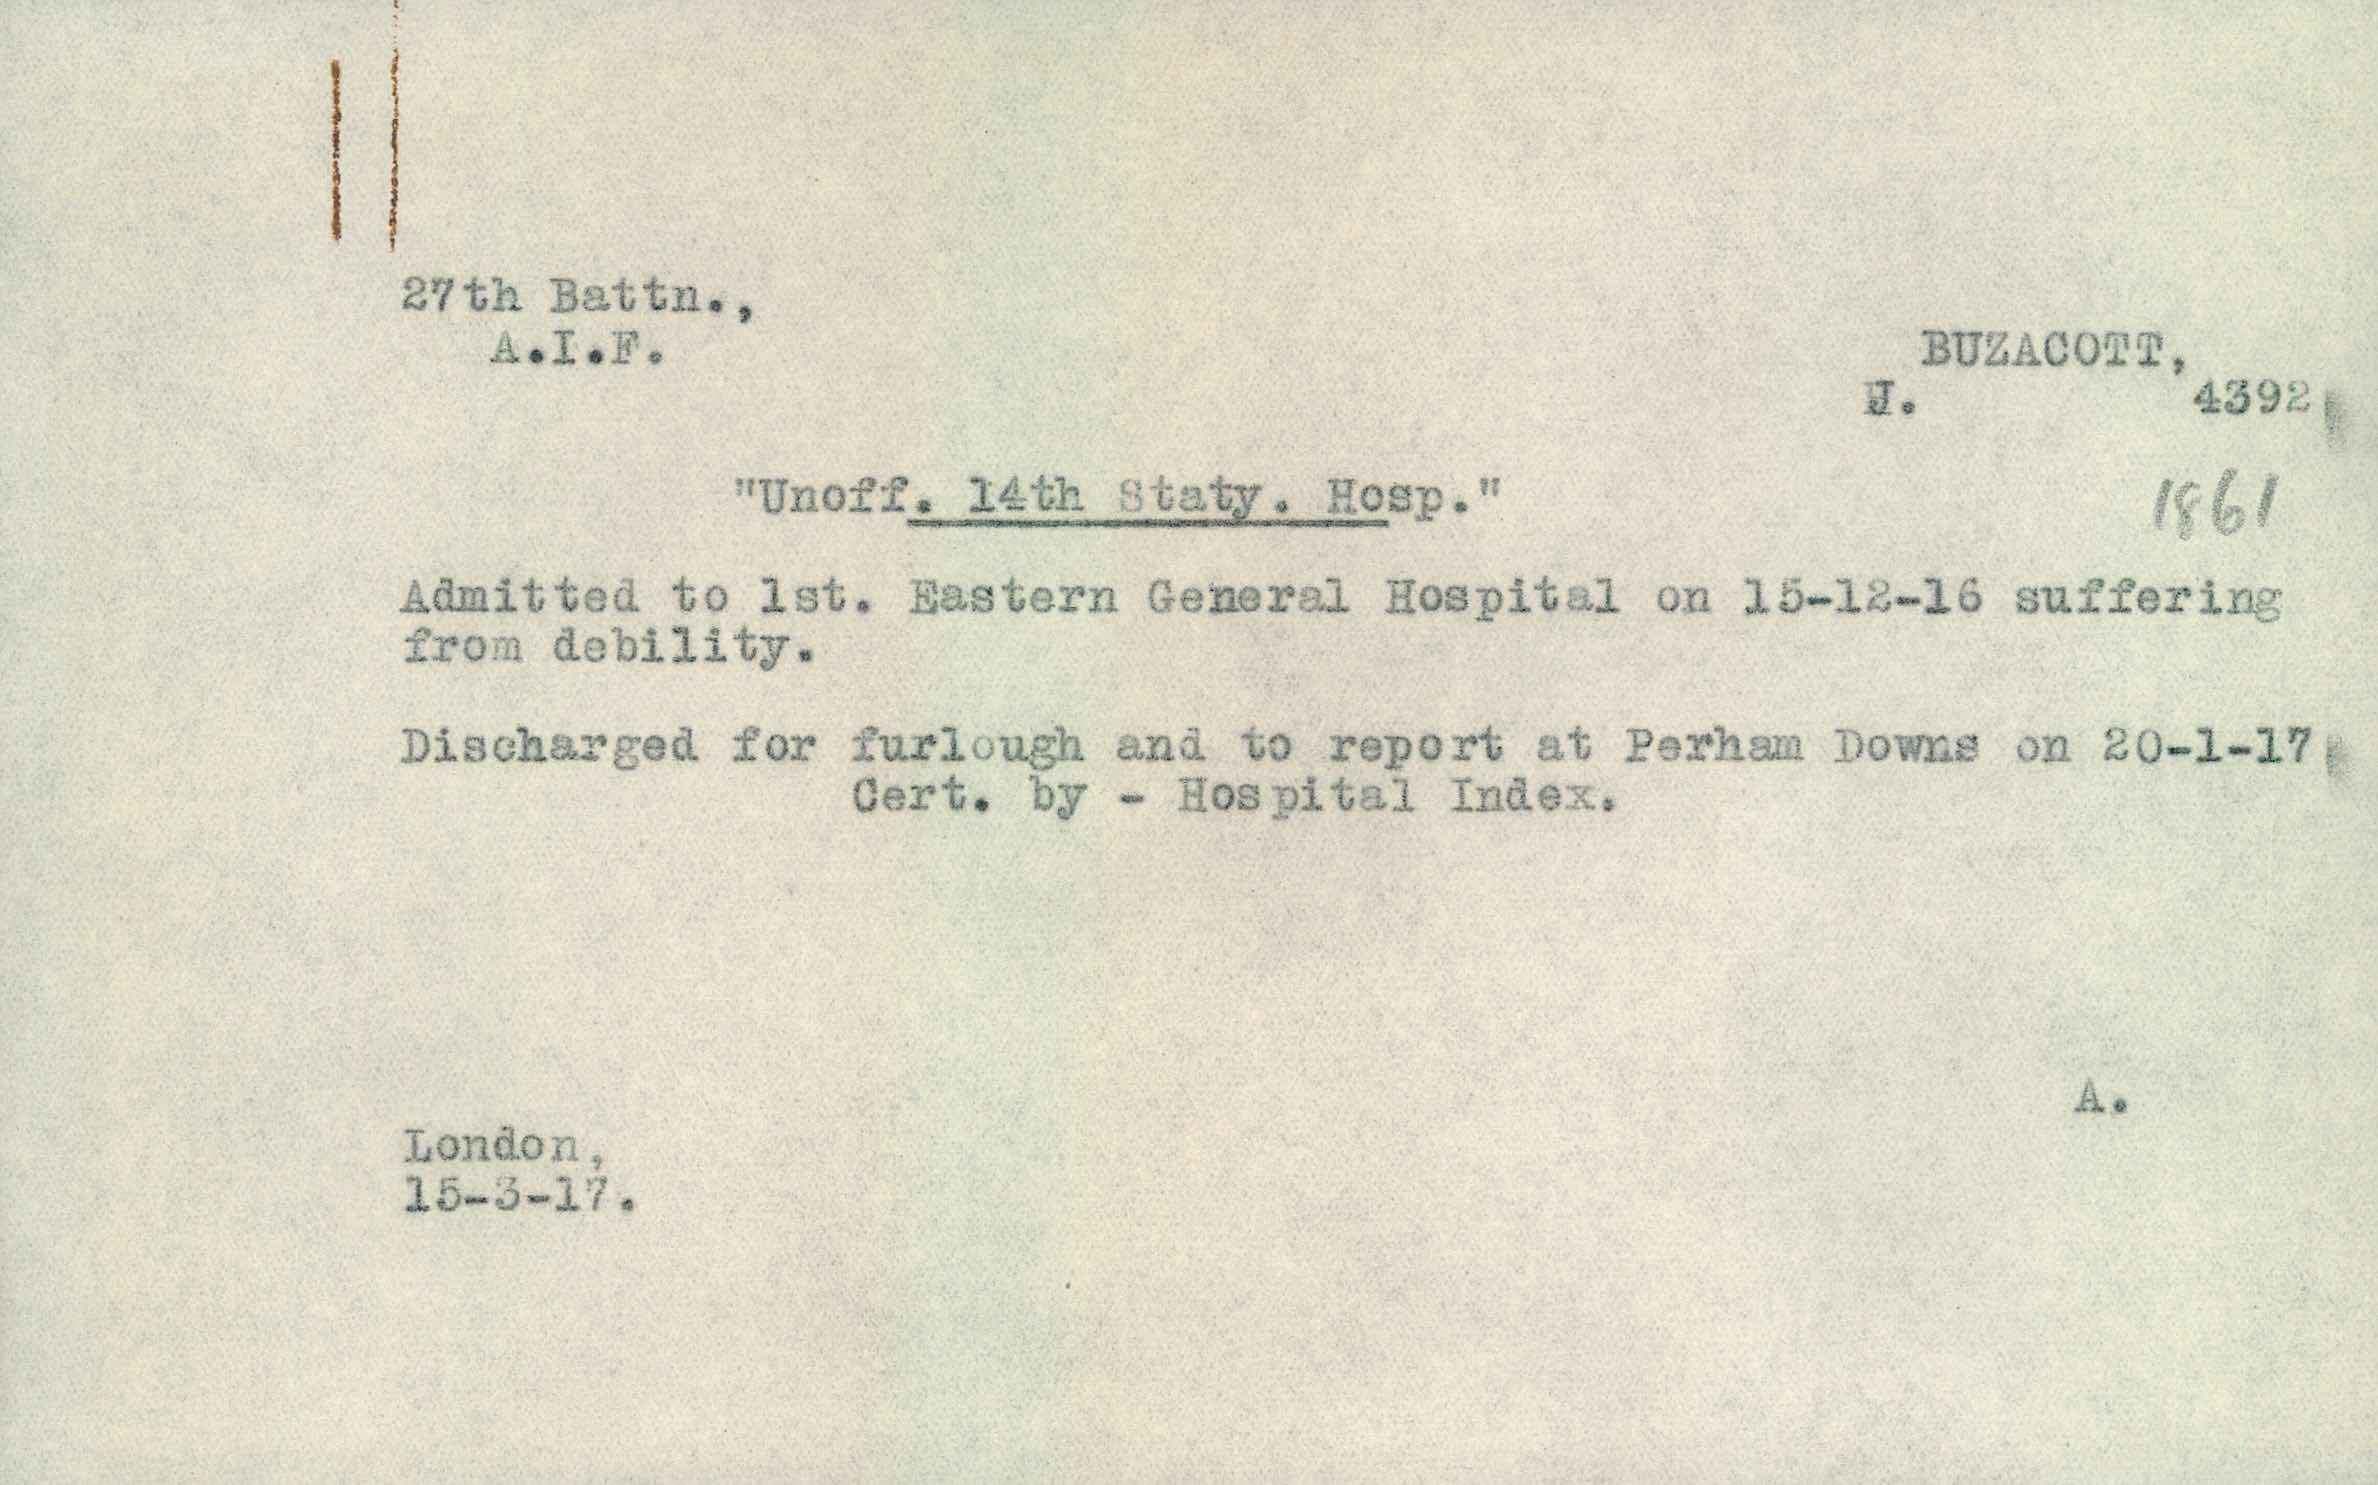 27th Battn.,
A.I.F.
BUZACOTT,
4392
"Unoff. 14th Staty. Hosp."
1861
Admitted to 1st. Eastern General Hospital on 15-12-16 suffering
from debility.
Discharged for furlough and to report at Perham Downs on 20-1-17
Cert. by - Hospital Index.
A.
London,
15-3-17.